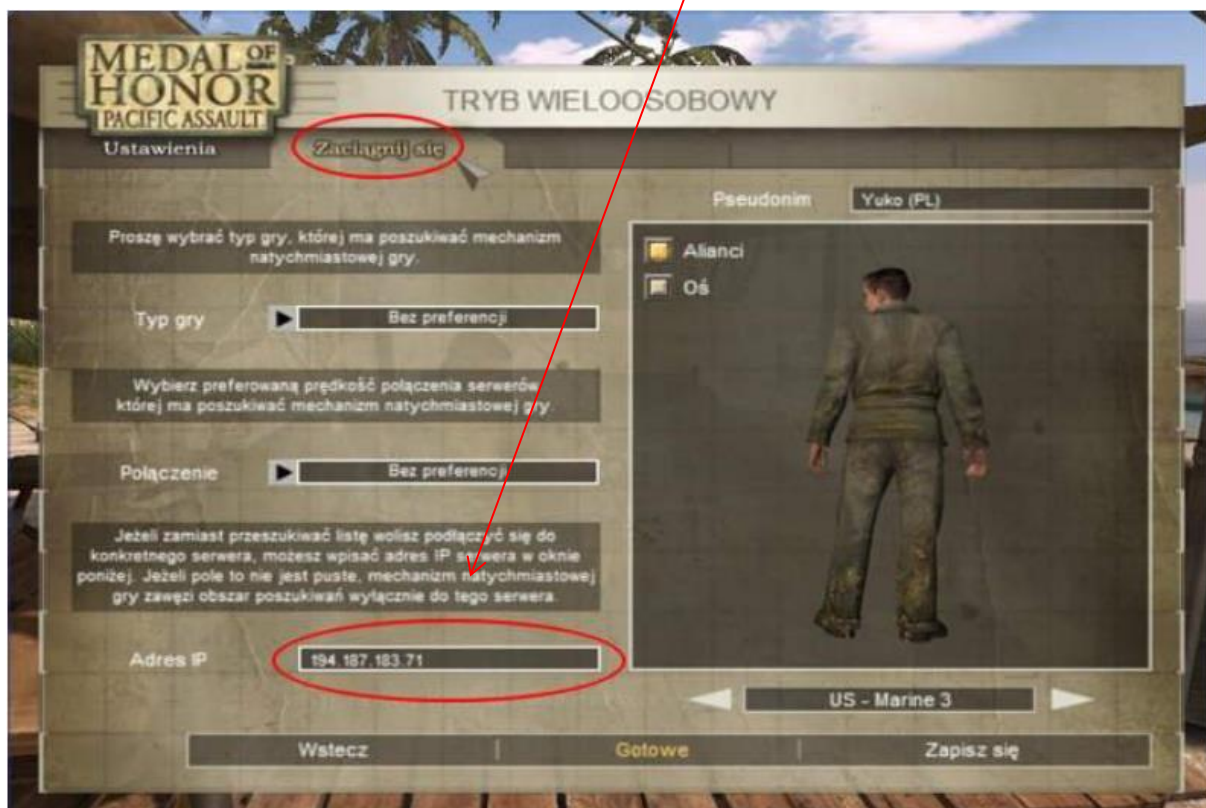 MEDAL OF
HONOR
PACIFIC ASSAULT
TRYB WIELOOSOBOWY
Ustawienia
Zaciągnij się
Pseudonim
Yuko (PL)
Proszę wybrać typ gry, której ma poszukiwać mechanizm
natychmiastowej gry.
Alianci
Oś
Typ gry
Bez preferencji
Wybierz preferowaną prędkość połączenia serwerów
której ma poszukiwać mechanizm natychmiastowej gry
Połączenie
Bez preferencji
Jeżeli zamiast przeszukiwać listę wolisz podłączyć się do
konkretnego serwera, możesz wpisać adres IP serwera w oknie
poniżej. Jeżeli pole to nie jest puste, mechanizm natychmiastowej
gry zawęzi obszar poszukiwań wyłącznie do tego serwera.
Adres IP
194.187.183.71
US - Marine 3
Wstecz
Gotowe
Zapisz się